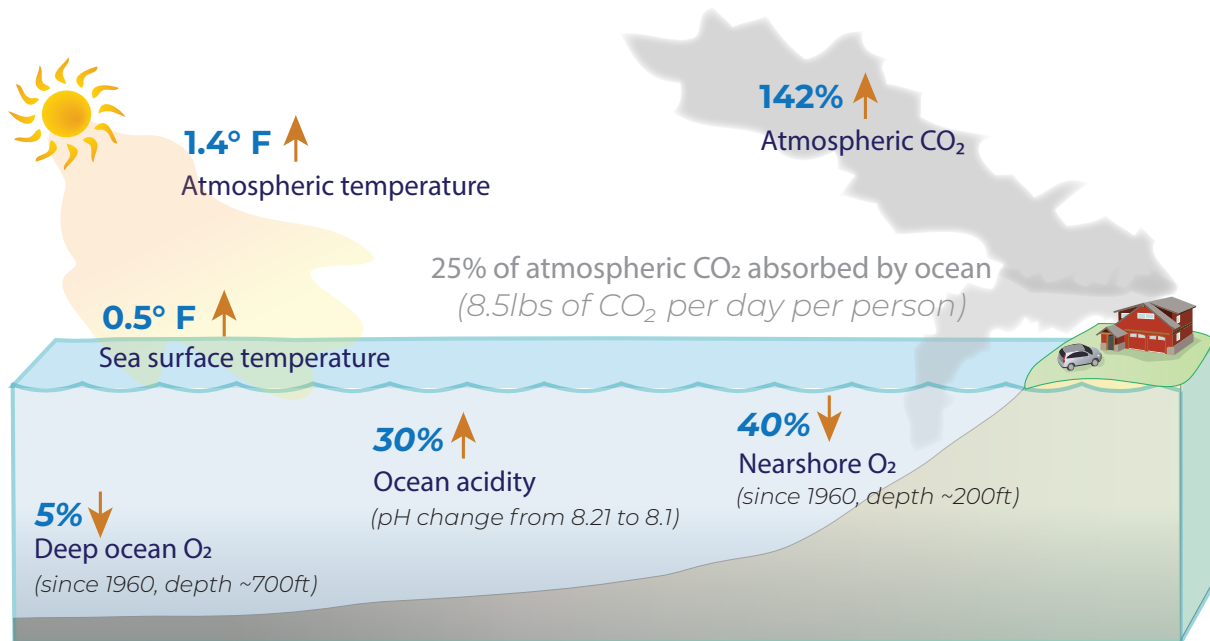 142%
Atmospheric CO₂
1.4° F
Atmospheric temperature
25% of atmospheric CO₂ absorbed by ocean
(8.5lbs of CO₂ per day per person)
0.5° F
Sea surface temperature
40%
Nearshore O₂
(since 1960, depth ~200ft)
30%
Ocean acidity
(pH change from 8.21 to 8.1)
5%
Deep ocean O₂
(since 1960, depth ~700ft)